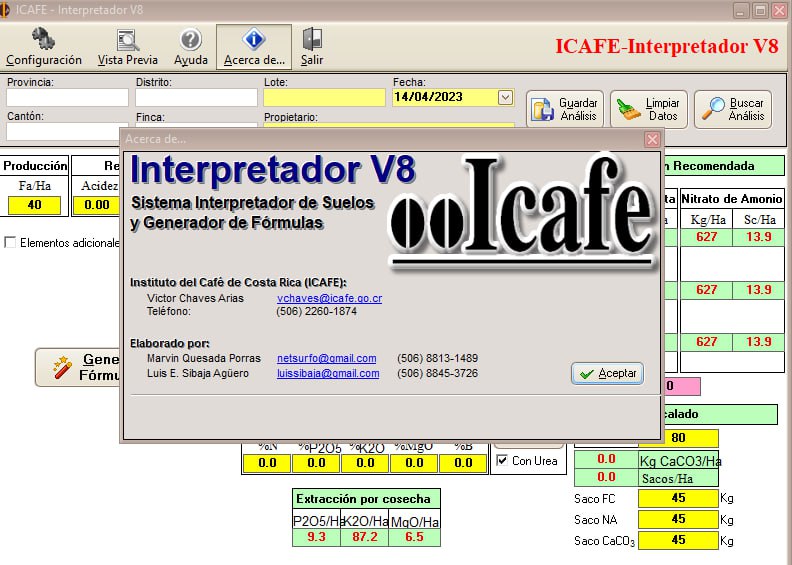 ICAFE - Interpretador V8
Configuración Vista Previa Ayuda Acerca de... Salir
ICAFE-Interpretador V8
Provincia: Distrito: Lote: Fecha:
14/04/2023
Guardar Análisis
Limpiar Datos
Buscar Análisis
Cantón: Finca: Propietario:
Acerca de...
Interpretador V8
Sistema Interpretador de Suelos
y Generador de Fórmulas
ooIcafe
Instituto del Café de Costa Rica (ICAFE):
Victor Chaves Arias vchaves@icafe.go.cr
Teléfono: (506) 2260-1874
Elaborado por:
Marvin Quesada Porras netsurfo@gmail.com (506) 8813-1489
Luis E. Sibaja Agüero luissibaja@gmail.com (506) 8845-3726
Aceptar
Producción
Fa/Ha
40
Acidez
0.00
Elementos
Recomendada
Nitrato de Amonio
Kg/Ha Sc/Ha
627 13.9
627 13.9
627 13.9
0
80
%N %P2O5 %K2O %MgO %B
0.0 0.0 0.0 0.0 0.0
Con Urea
0.0 Kg CaCO3/Ha
0.0 Sacos/Ha
Extracción por cosecha
P2O5/Ha K2O/Ha MgO/Ha
9.3 87.2 6.5
Saco FC 45 Kg
Saco NA 45 Kg
Saco CaCO3 45 Kg